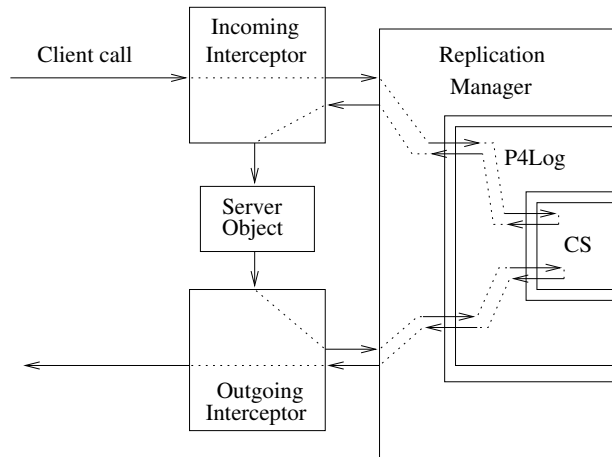 Incoming
Interceptor
Client call
Replication
Manager
P4Log
Server
Object
CS
Outgoing
Interceptor